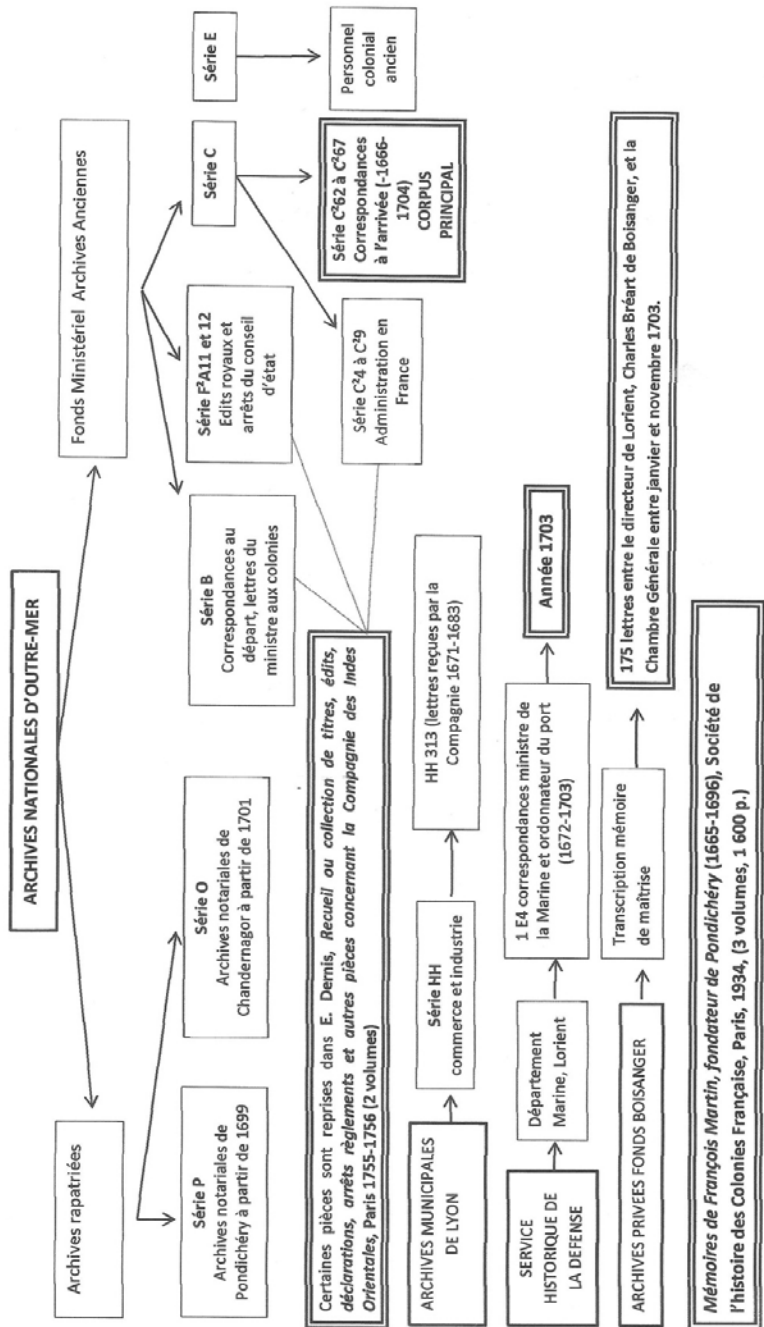 ARCHIVES NATIONALES D'OUTRE-MER
Archives rapatriées
Fonds Ministériel Archives Anciennes
Série P
Archives notariales de
Pondichéry à partir de 1699
Série O
Archives notariales de
Chandernagor à partir de 1701
Série B
Correspondances au
départ, lettres du
ministre aux colonies
Série F²A11 et 12
Edits royaux et
arrêts du conseil
d'état
Série C
Série E
Série C²4 à C²9
Administration en
France
Série C²62 à C²67
Correspondances
à l'arrivée (-1666-
1704)
CORPUS
PRINCIPAL
Personnel
colonial
ancien
Certaines pièces sont reprises dans E. Dernis, Recueil ou collection de titres, édits,
déclarations, arrêts règlements et autres pièces concernant la Compagnie des Indes
Orientales, Paris 1755-1756 (2 volumes)
ARCHIVES MUNICIPALES
DE LYON
Série HH
commerce et industrie
HH 313 (lettres reçues par la
Compagnie 1671-1683)
SERVICE
HISTORIQUE DE
LA DEFENSE
Département
Marine, Lorient
1 E4 correspondances ministre de
la Marine et ordonnateur du port
(1672-1703)
Année 1703
ARCHIVES PRIVEES FONDS BOISANGER
Transcription mémoire
de maîtrise
175 lettres entre le directeur de Lorient, Charles Bréart de Boisanger, et la
Chambre Générale entre janvier et novembre 1703.
Mémoires de François Martin, fondateur de Pondichéry (1665-1696), Société de
l'histoire des Colonies Française, Paris, 1934, (3 volumes, 1 600 p.)